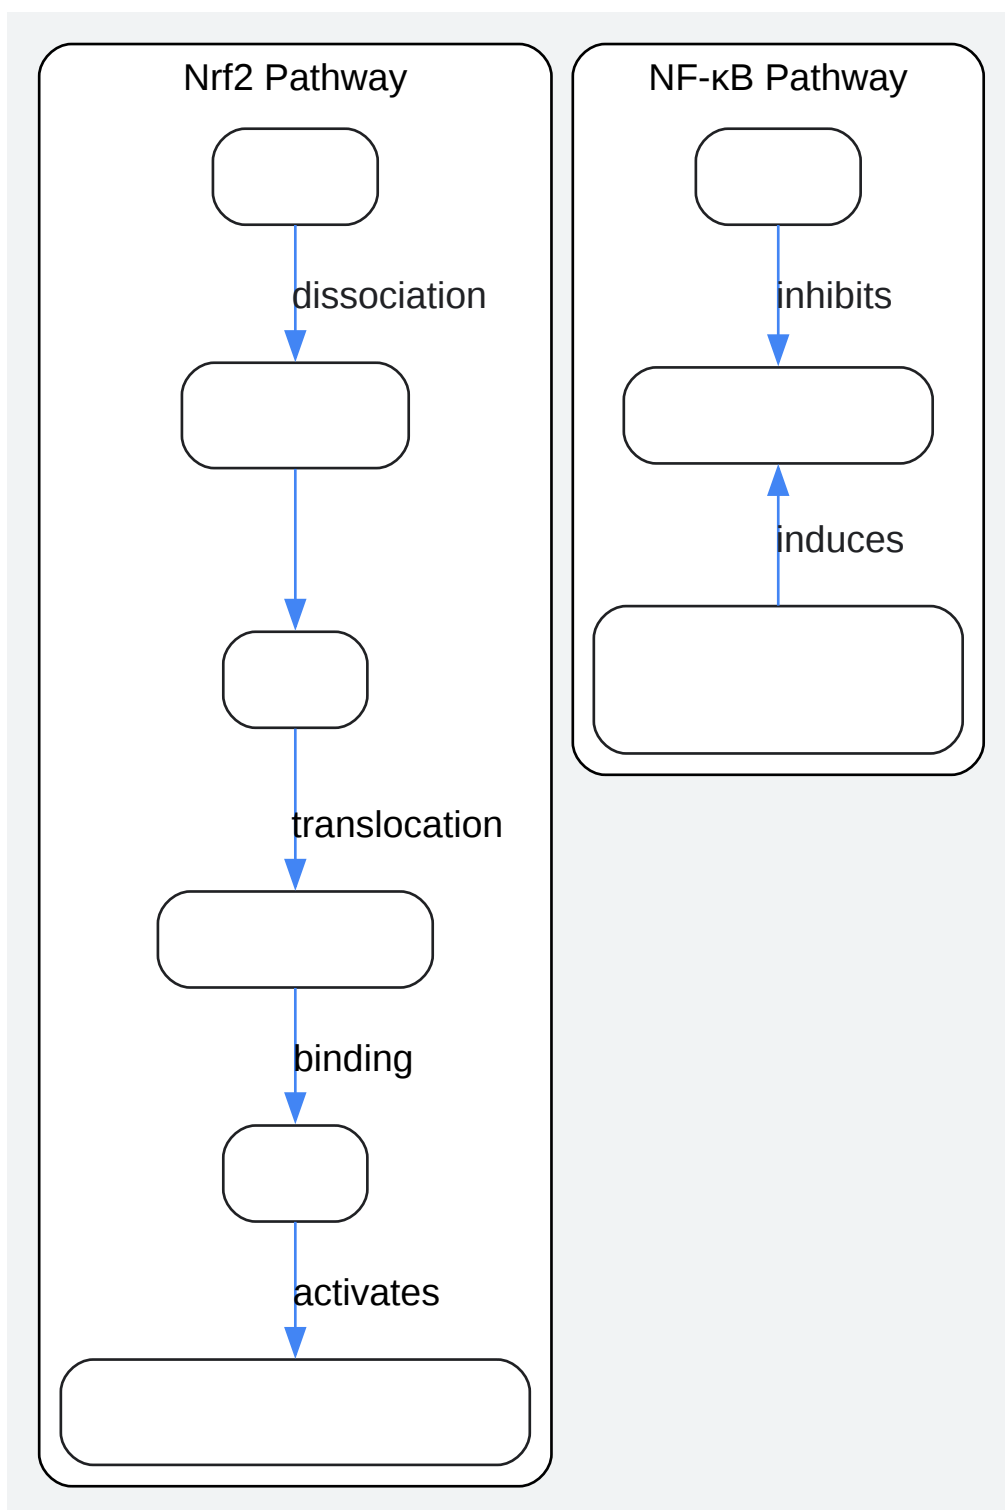 Nrf2 Pathway
dissociation
translocation
binding
activates
NF-κB Pathway
inhibits
induces